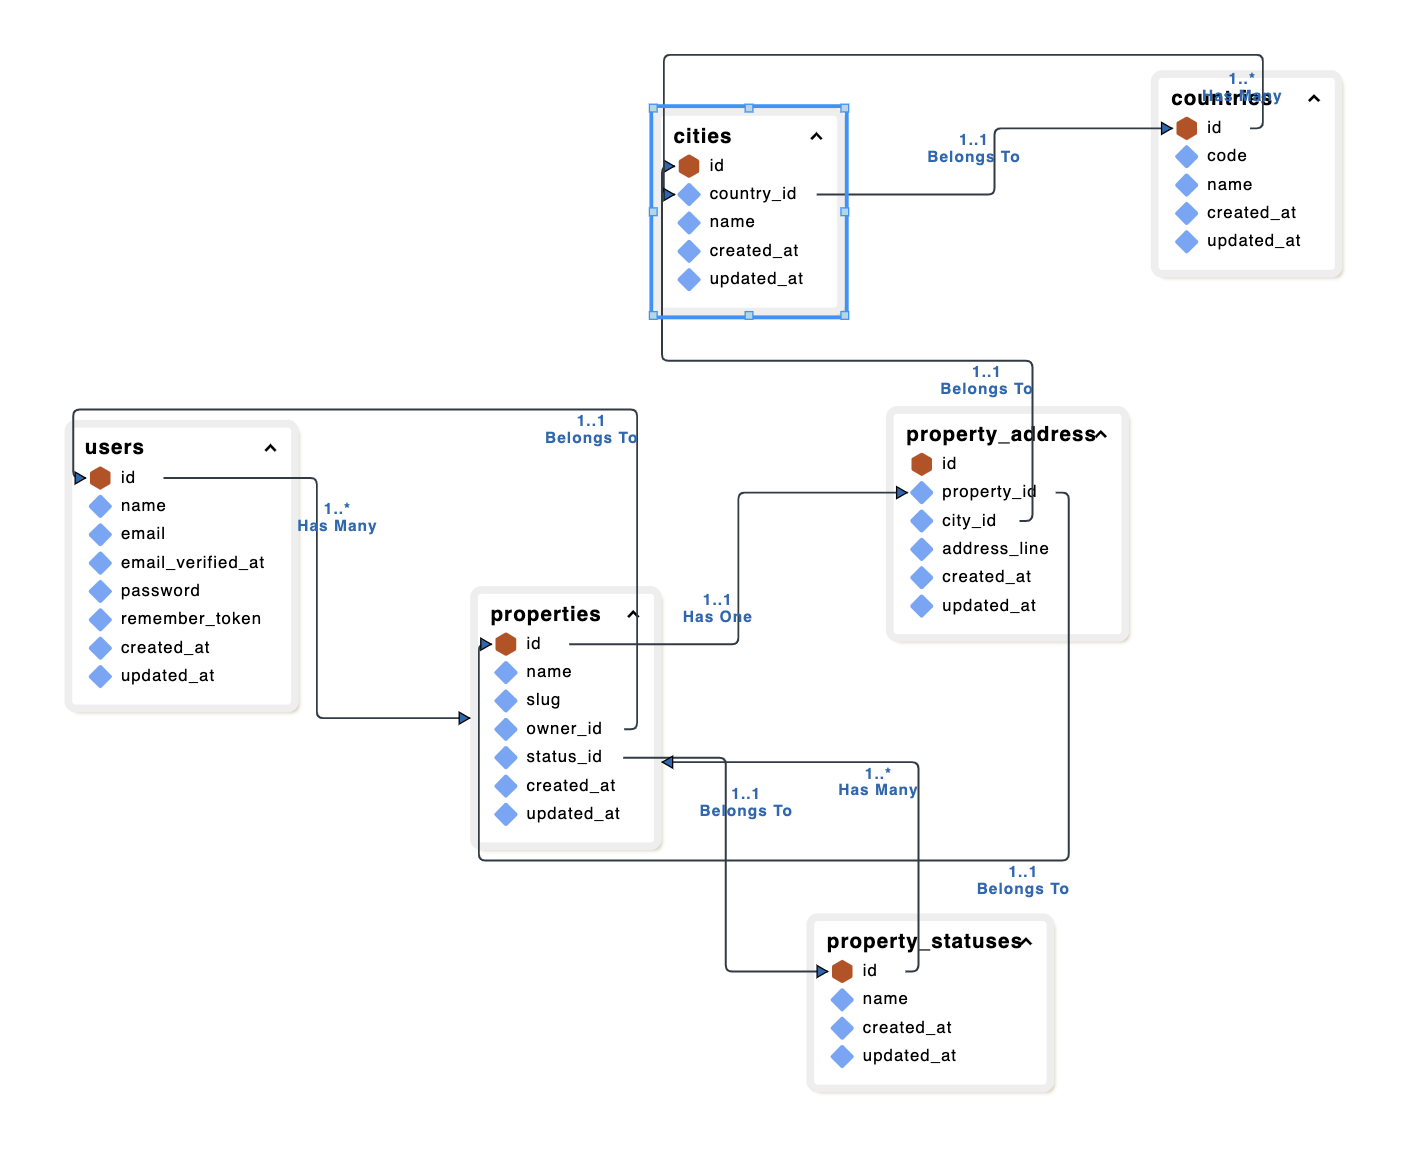 1..*
Has Many
countries
id
code
name
created_at
updated_at
cities
id
country_id
name
created_at
updated_at
1..1
Belongs To
1..1
Belongs To
1..1
Belongs To
users
id
name
email
email_verified_at
password
remember_token
created_at
updated_at
1..*
Has Many
property_address
id
property_id
city_id
address_line
created_at
updated_at
1..1
Has One
properties
id
name
slug
owner_id
status_id
created_at
updated_at
1..1
Belongs To
1..*
Has Many
1..1
Belongs To
property_statuses
id
name
created_at
updated_at